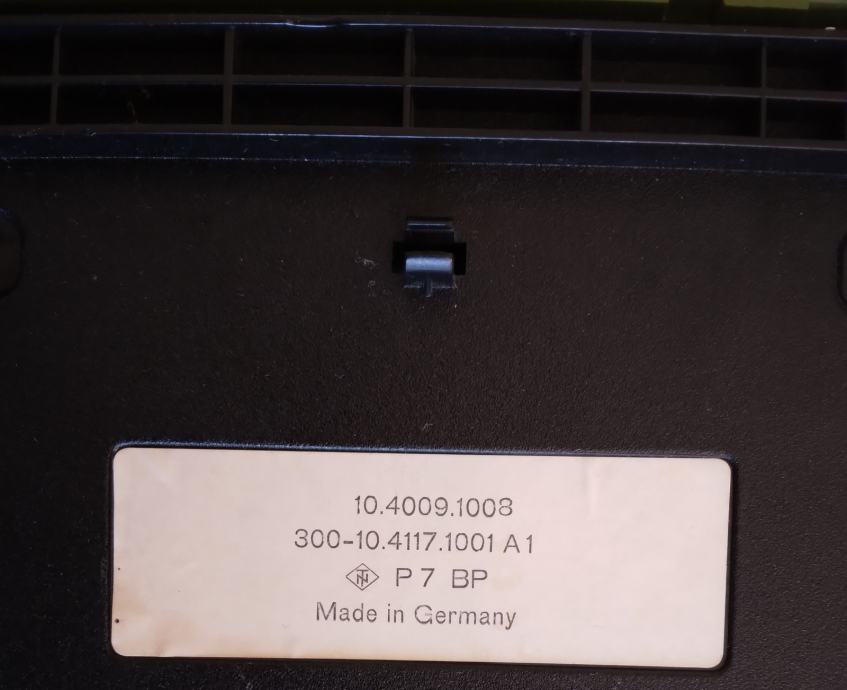 10.4009.1008
300-10.4117.1001 A1
P 7 BP
Made in Germany